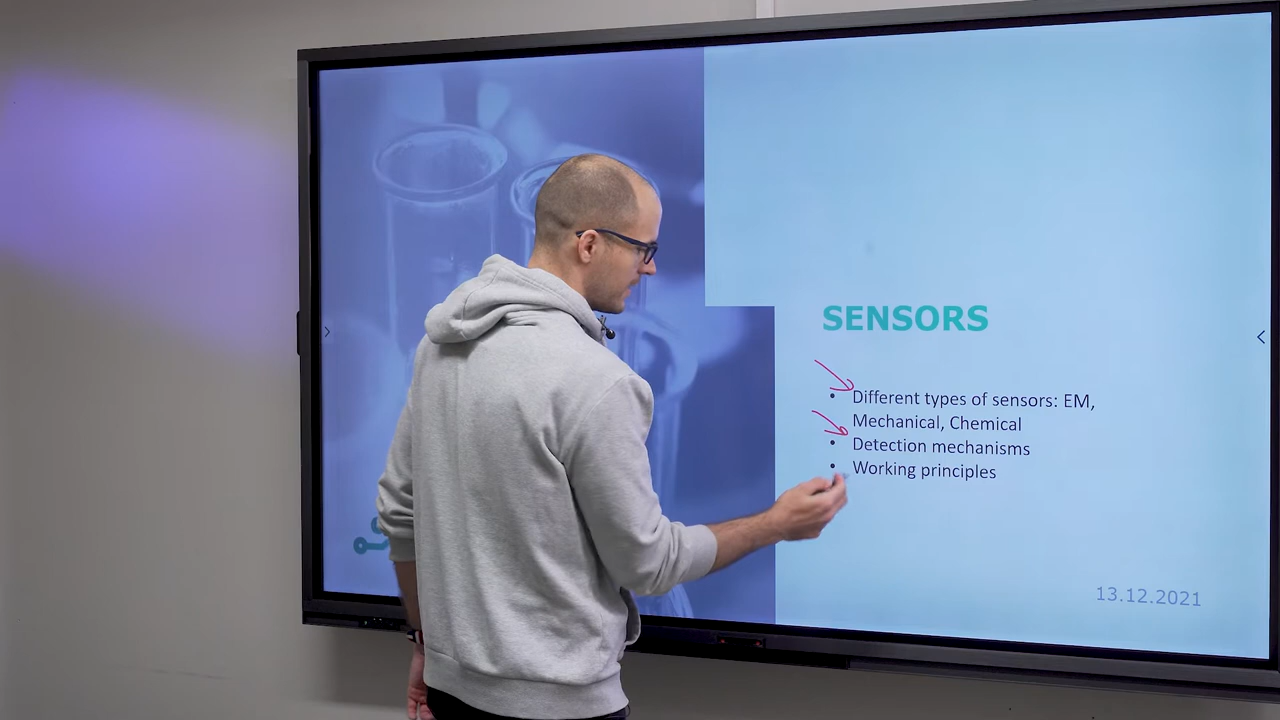 SENSORS
• Different types of sensors: EM,
Mechanical, Chemical
• Detection mechanisms
• Working principles
13.12.2021